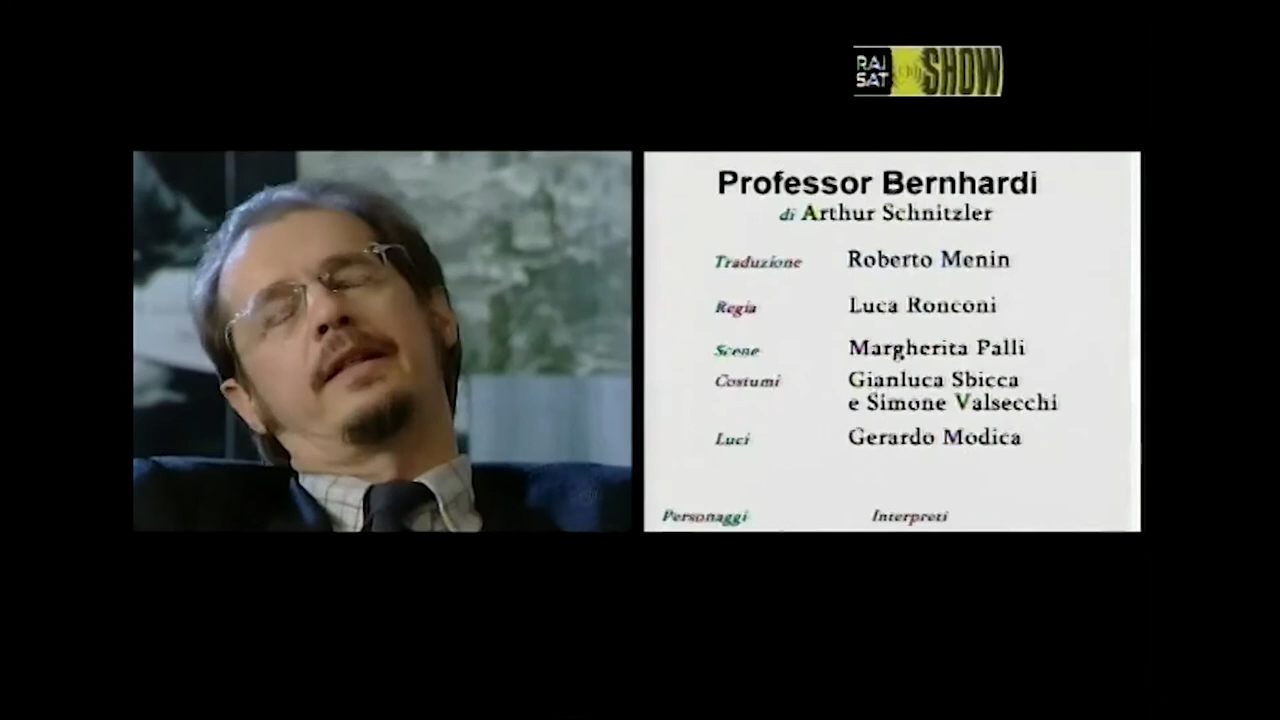 RAI
SAT SHOW
Professor Bernhardi
di Arthur Schnitzler
Traduzione Roberto Menin
Regia Luca Ronconi
Scene Margherita Palli
Costumi Gianluca Sbicca
e Simone Valsecchi
Luci Gerardo Modica
Personaggi Interpreti